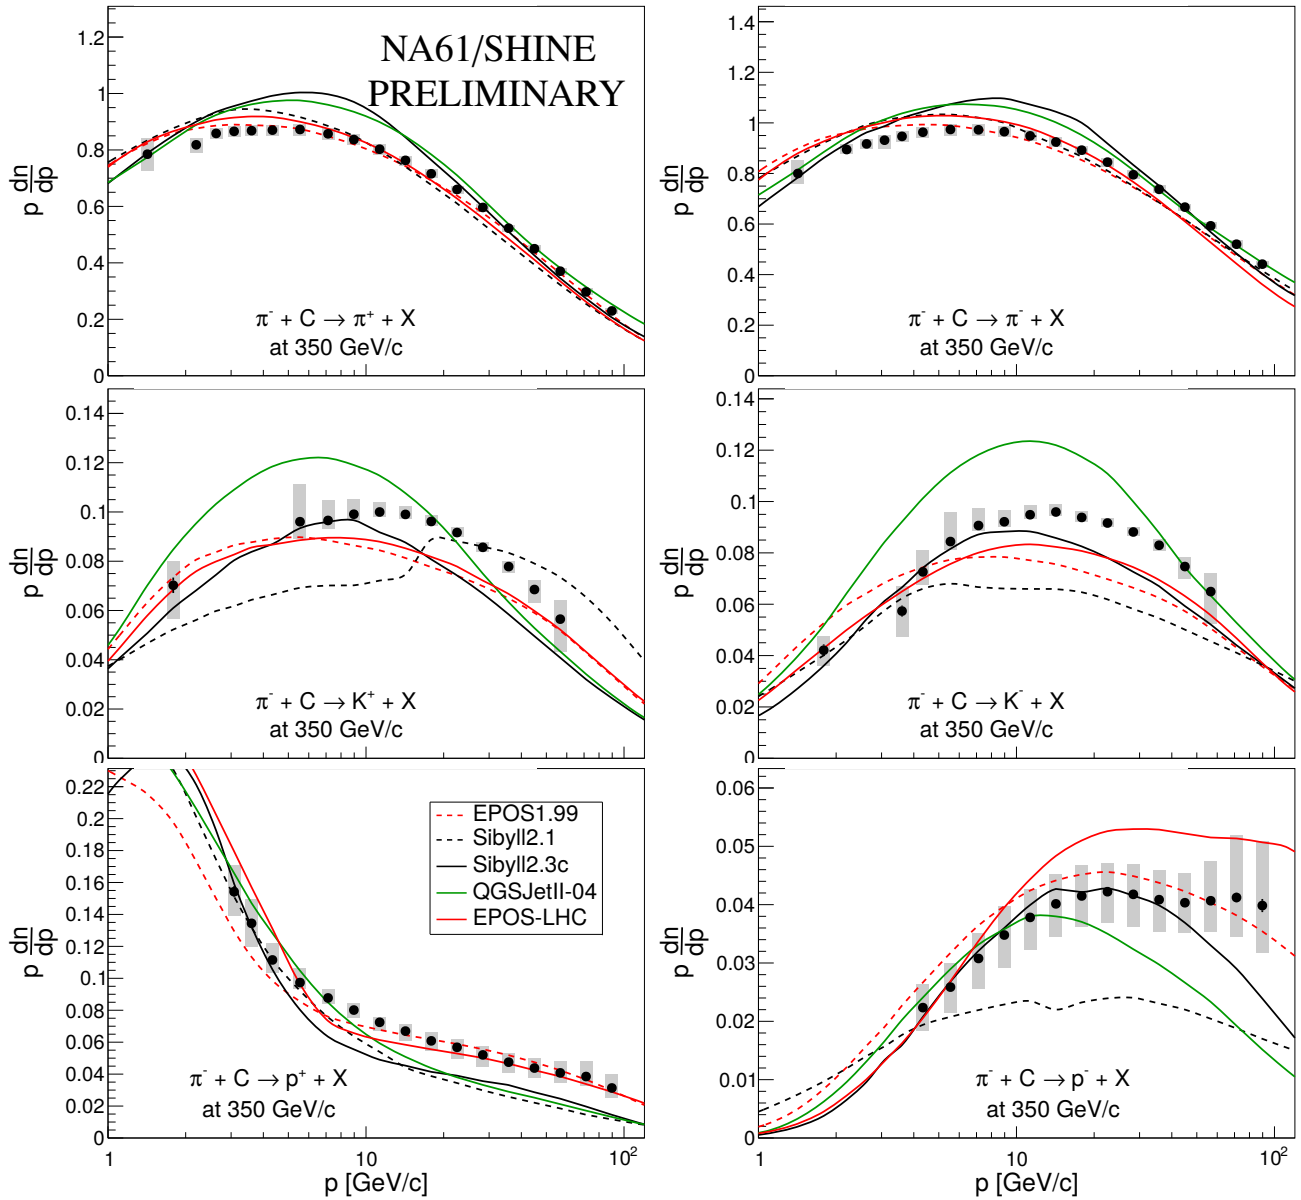 NA61/SHINE
PRELIMINARY
1.2
1
0.8
0.6
0.4
0.2
0
p dn/dp
π⁻ + C → π⁺ + X
at 350 GeV/c
1.4
1.2
1
0.8
0.6
0.4
0.2
0
p dn/dp
π⁻ + C → π⁻ + X
at 350 GeV/c
0.14
0.12
0.1
0.08
0.06
0.04
0.02
0
p dn/dp
π⁻ + C → K⁺ + X
at 350 GeV/c
0.14
0.12
0.1
0.08
0.06
0.04
0.02
0
p dn/dp
π⁻ + C → K⁻ + X
at 350 GeV/c
0.22
0.2
0.18
0.16
0.14
0.12
0.1
0.08
0.06
0.04
0.02
0
p dn/dp
EPOS1.99
Sibyll2.1
Sibyll2.3c
QGSJetII-04
EPOS-LHC
π⁻ + C → p⁺ + X
at 350 GeV/c
1 10 10²
p [GeV/c]
0.06
0.05
0.04
0.03
0.02
0.01
0
p dn/dp
π⁻ + C → p⁻ + X
at 350 GeV/c
1 10 10²
p [GeV/c]